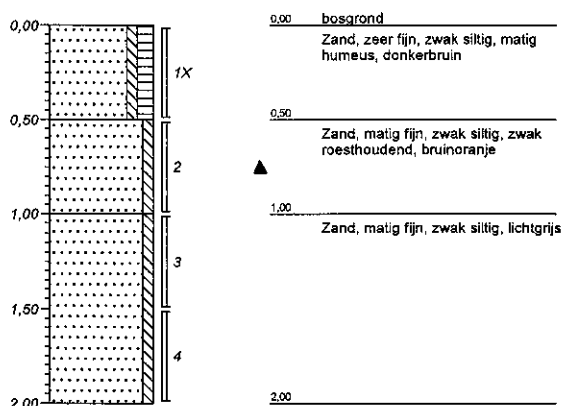 0,00
0,50
1,00
1,50
2,00
1X
2
3
4
0,00 bosgrond
Zand, zeer fijn, zwak siltig, matig
humeus, donkerbruin
0,50
Zand, matig fijn, zwak siltig, zwak
roesthoudend, bruinoranje
1,00
Zand, matig fijn, zwak siltig, lichtgrijs
2,00